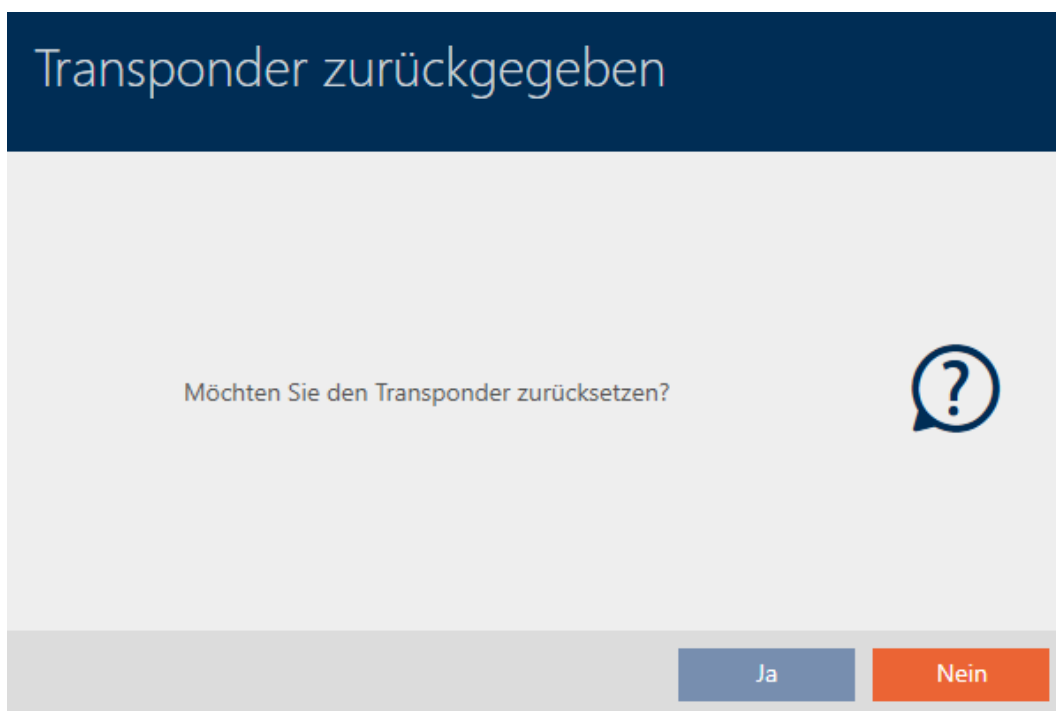 Transponder zurückgegeben
Möchten Sie den Transponder zurücksetzen?
?
Ja
Nein